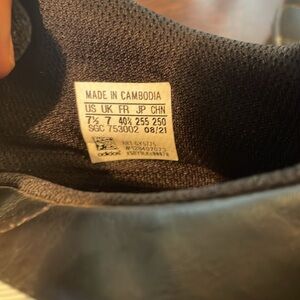 MADE IN CAMBODIA
US UK FR JP CHN
7½ 7 40⅔ 255 250
SGC 753002 08/21
adidas